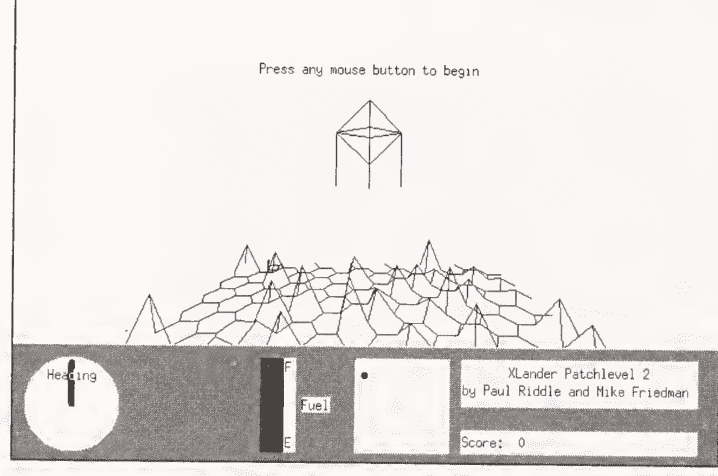 Press any mouse button to begin
Heading
F
Fuel
E
XLander Patchlevel 2
by Paul Riddle and Mike Friedman
Score: 0